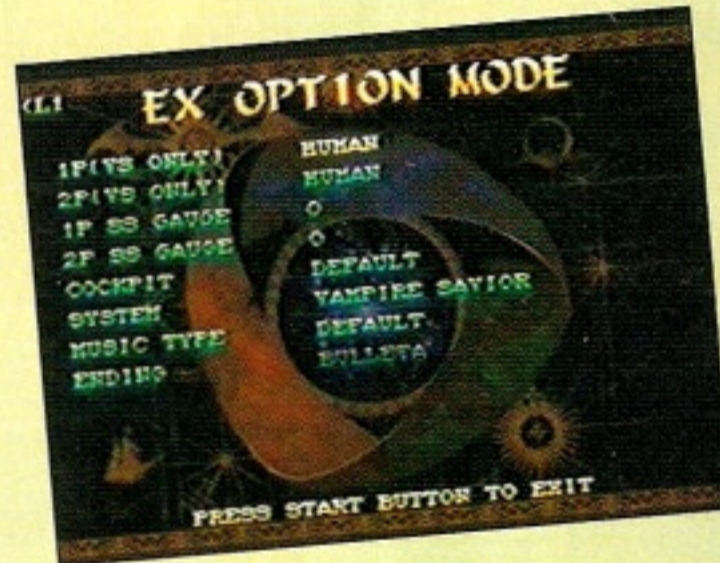 EX OPTION MODE
1P(VS ONLY) HUMAN
2P(VS ONLY) HUMAN
1P SS GAUGE 0
2P SS GAUGE 0
COCKPIT DEFAULT
SYSTEM VAMPIRE SAVIOR
MUSIC TYPE DEFAULT
ENDING BULLETA
PRESS START BUTTON TO EXIT